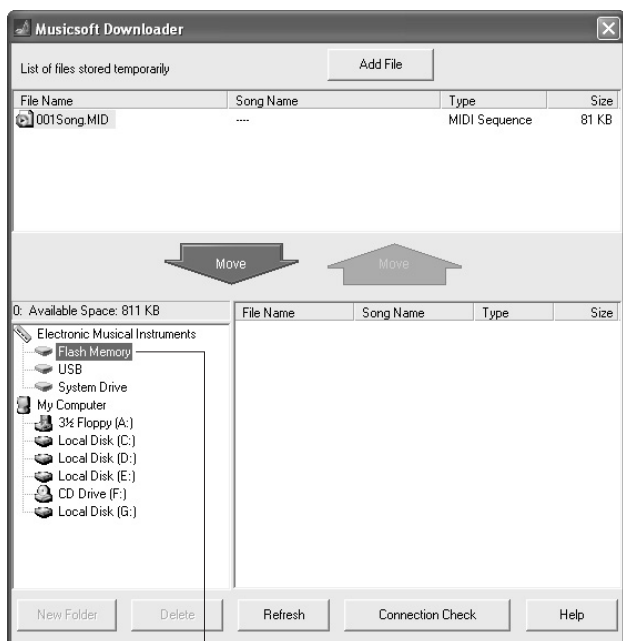 Musicsoft Downloader
List of files stored temporarily
Add File
File Name Song Name Type Size
001Song.MID ---- MIDI Sequence 81 KB
Move Move
0: Available Space: 811 KB
File Name Song Name Type Size
Electronic Musical Instruments
Flash Memory
USB
System Drive
My Computer
3½ Floppy (A:)
Local Disk (C:)
Local Disk (D:)
Local Disk (E:)
CD Drive (F:)
Local Disk (G:)
New Folder Delete Refresh Connection Check Help